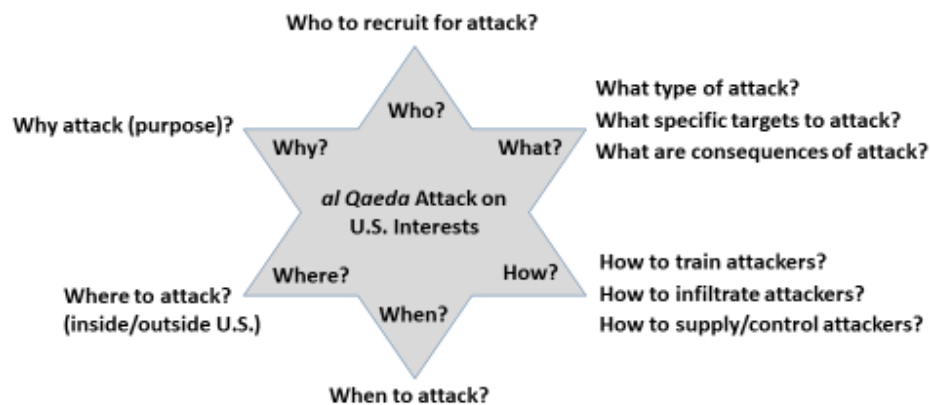 Who to recruit for attack?
Who?
Why attack (purpose)?
Why?
What?
What type of attack?
What specific targets to attack?
What are consequences of attack?
al Qaeda Attack on
U.S. Interests
Where?
Where to attack?
(inside/outside U.S.)
How?
How to train attackers?
How to infiltrate attackers?
How to supply/control attackers?
When?
When to attack?